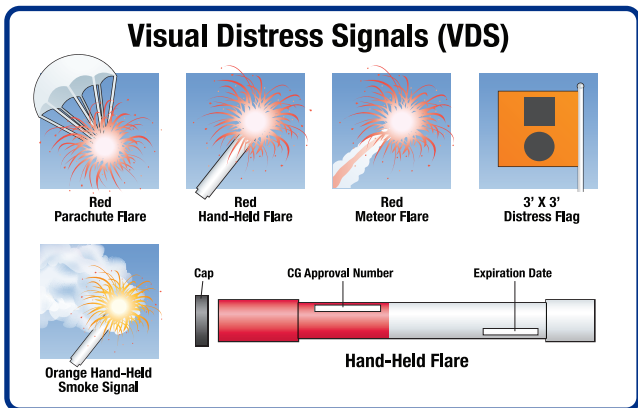 Visual Distress Signals (VDS)
Red
Parachute Flare
Red
Hand-Held Flare
Red
Meteor Flare
3' X 3'
Distress Flag
Orange Hand-Held
Smoke Signal
Cap
CG Approval Number
Expiration Date
Hand-Held Flare